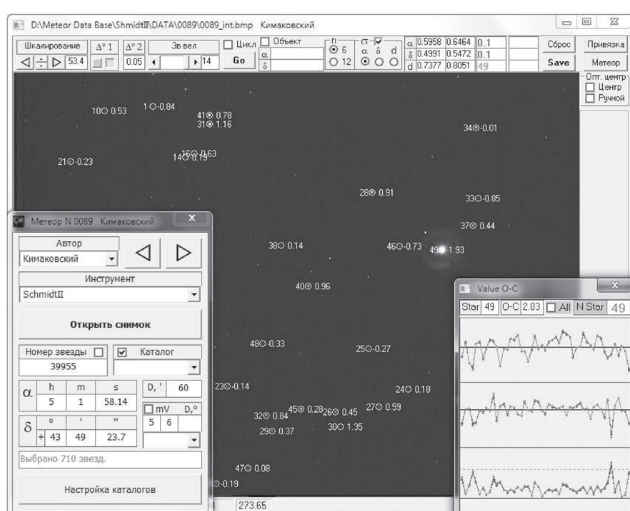 D:\Meteor Data Base\ShmidtII\DATA\0089\0089_int.bmp Кимаковский
Шкалирование Δ° 1 Δ° 2 Зв вел Цикл Объект n σ α 0.5958 0.6464 0.1 Сброс Привязка
53.4 0.05 14 Go α δ 6 12 α δ d δ 0.4991 0.5472 0.1 d 0.7377 0.8051 49 Save Метеор
Опт. центр
Центр
Ручной
10 0.53 1 -0.84
41 0.78
31 1.16
34 -0.01
16 0.63
21 -0.23
28 0.91
33 -0.85
37 0.44
38 0.14 46 -0.73 49 -1.93
40 0.96
48 -0.33 25 -0.27
23 -0.14 24 0.18
45 0.28 26 0.45 27 0.59
32 0.84
29 0.37 30 1.35
47 0.08
-0.19
273.65
Метеор N 0089 Кимаковский
Автор
Кимаковский
Инструмент
SchmidtII
Открыть снимок
Номер звезды Каталог
39955
α h m s D, ' 60
5 1 58.14
mV D,°
δ ° ' " 5 6
+ 43 49 23.7
Выбрано 710 звезд.
Настройка каталогов
Value O-C
Star 49 O-C 2.03 All N Star 49